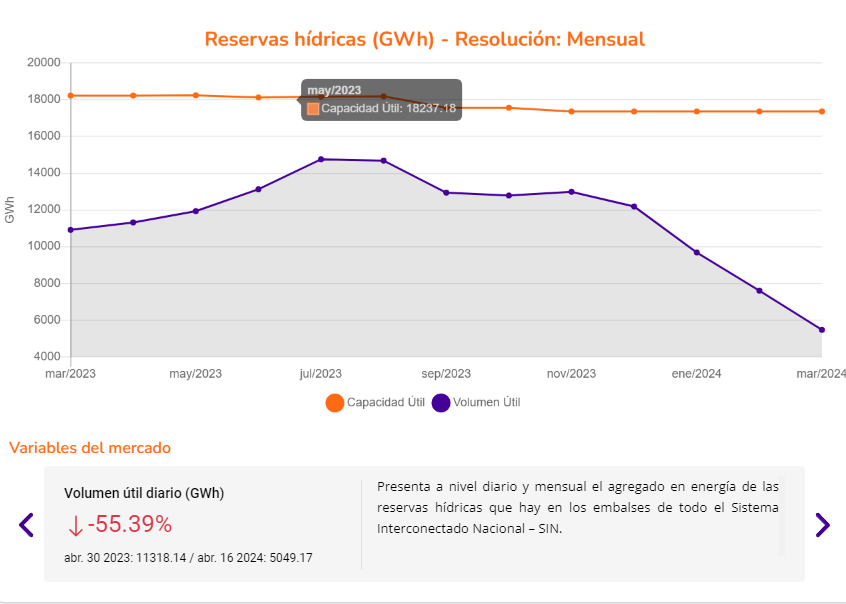 Reservas hídricas (GWh) - Resolución: Mensual
20000
18000
16000
14000
12000
10000
8000
6000
4000
GWh
may/2023
Capacidad Útil: 18237.18
mar/2023
may/2023
jul/2023
sep/2023
nov/2023
ene/2024
mar/2024
Capacidad Útil
Volumen Útil
Variables del mercado
Volumen útil diario (GWh)
-55.39%
abr. 30 2023: 11318.14 / abr. 16 2024: 5049.17
Presenta a nivel diario y mensual el agregado en energía de las
reservas hídricas que hay en los embalses de todo el Sistema
Interconectado Nacional – SIN.